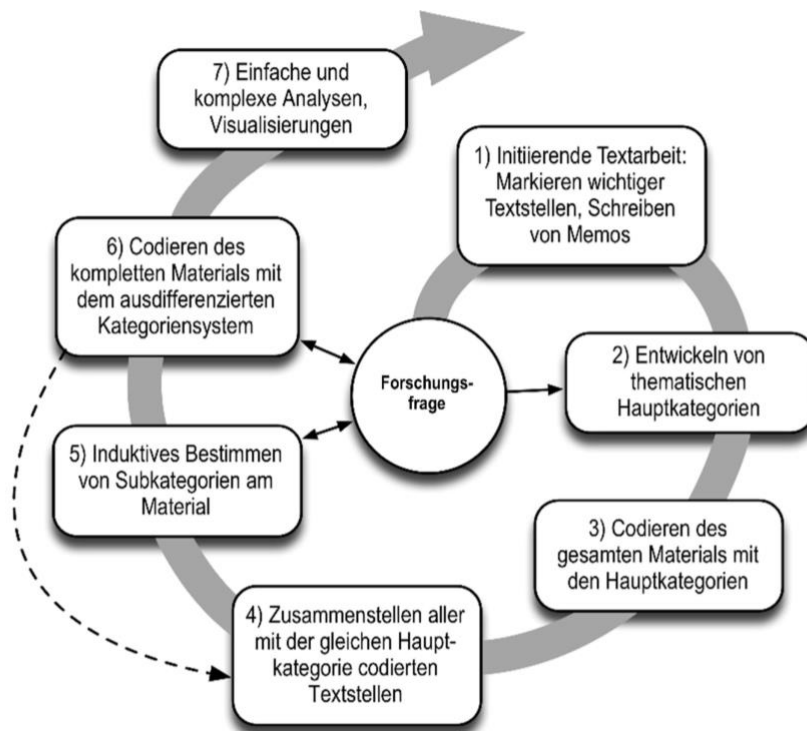 7) Einfache und
komplexe Analysen,
Visualisierungen
1) Initiierende Textarbeit:
Markieren wichtiger
Textstellen, Schreiben
von Memos
6) Codieren des
kompletten Materials mit
dem ausdifferenzierten
Kategoriensystem
Forschungs-
frage
2) Entwickeln von
thematischen
Hauptkategorien
5) Induktives Bestimmen
von Subkategorien am
Material
3) Codieren des
gesamten Materials mit
den Hauptkategorien
4) Zusammenstellen aller
mit der gleichen Haupt-
kategorie codierten
Textstellen